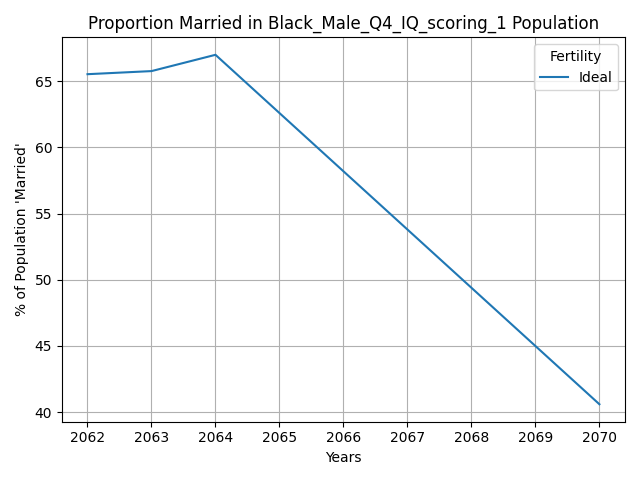 Proportion Married in Black_Male_Q4_IQ_scoring_1 Population
Fertility
Ideal
% of Population 'Married'
65
60
55
50
45
40
2062 2063 2064 2065 2066 2067 2068 2069 2070
Years